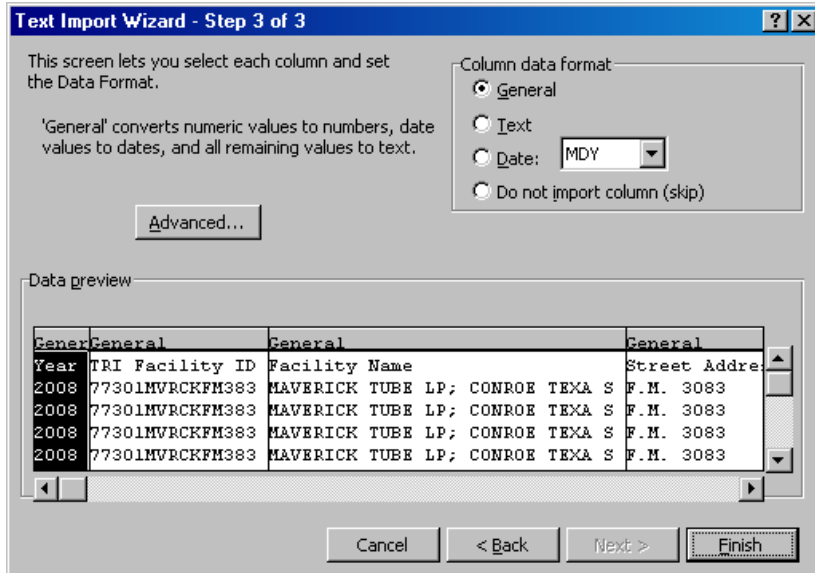 Text Import Wizard - Step 3 of 3
This screen lets you select each column and set
the Data Format.
'General' converts numeric values to numbers, date
values to dates, and all remaining values to text.
Advanced...
Column data format
General
Text
Date: MDY
Do not import column (skip)
Data preview
Gener General General General
Year TRI Facility ID Facility Name Street Addre
2008 77301MVRCKFM383 MAVERICK TUBE LP; CONROE TEXA S F.M. 3083
2008 77301MVRCKFM383 MAVERICK TUBE LP; CONROE TEXA S F.M. 3083
2008 77301MVRCKFM383 MAVERICK TUBE LP; CONROE TEXA S F.M. 3083
2008 77301MVRCKFM383 MAVERICK TUBE LP; CONROE TEXA S F.M. 3083
Cancel < Back Next > Finish